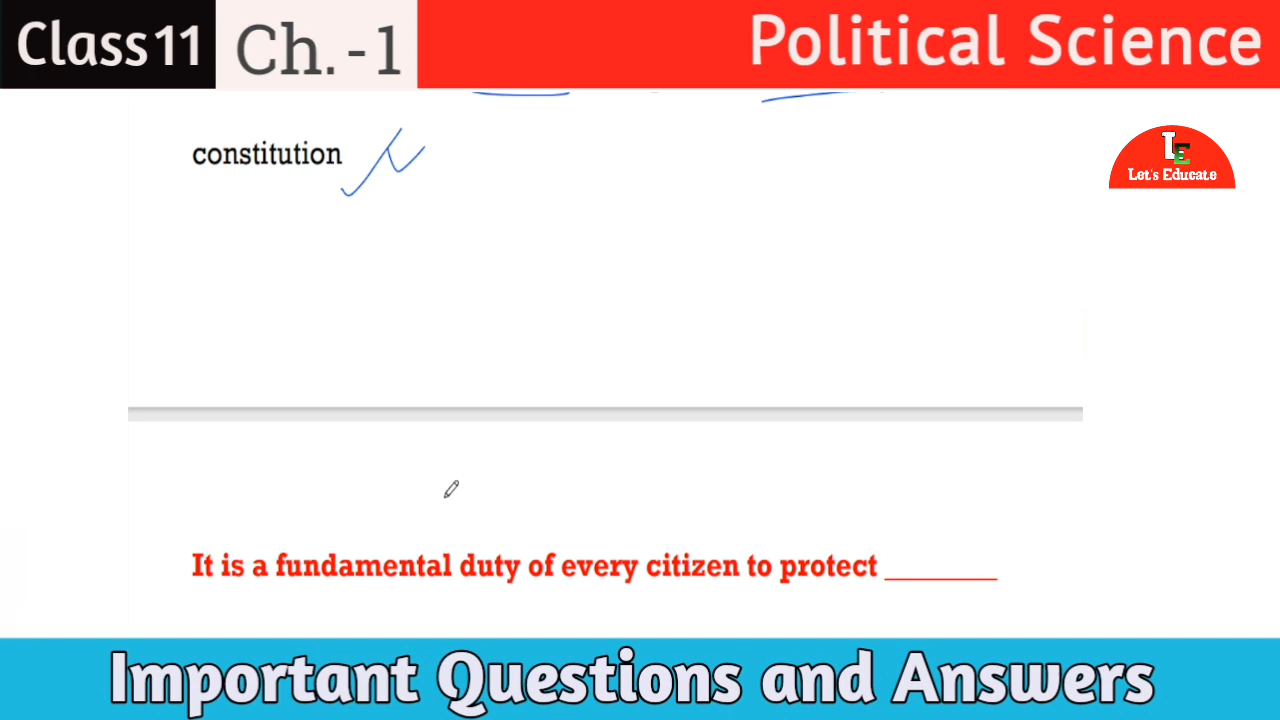 Class11 Ch.-1 Political Science
constitution
LE
Let's Educate
It is a fundamental duty of every citizen to protect ________
Important Questions and Answers